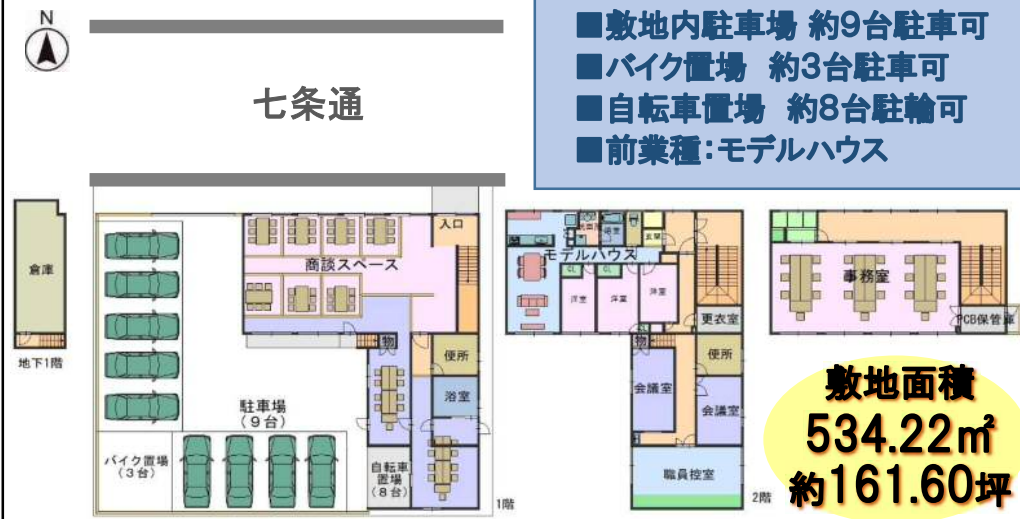 N
七条通
■敷地内駐車場 約9台駐車可
■バイク置場 約3台駐車可
■自転車置場 約8台駐輪可
■前業種:モデルハウス
倉庫
地下1階
入口
商談スペース
物
便所
浴室
駐車場
(9台)
バイク置場
(3台)
自転車
置場
(8台)
1階
浴室
玄関
モデルハウス
CL
CL
洋室
洋室
洋室
更衣室
物
便所
会議室
会議室
職員控室
2階
事務室
PCB保管庫
敷地面積
534.22㎡
約161.60坪